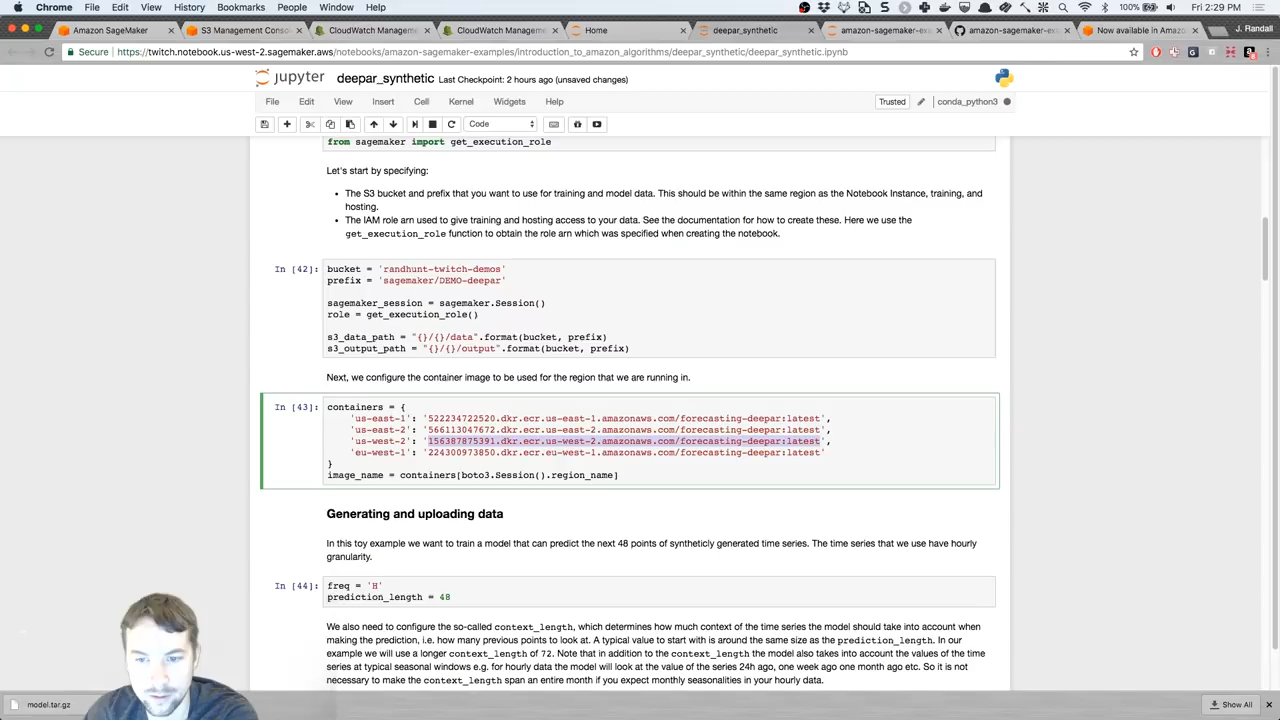 Chrome File Edit View History Bookmarks People Window Help
100% Fri 2:29 PM
Amazon SageMaker
S3 Management Conso
CloudWatch Manageme
CloudWatch Manageme
Home
deepar_synthetic
amazon-sagemaker-exa
amazon-sagemaker-exa
Now available in Amazo
J. Randall
Secure https://twitch.notebook.us-west-2.sagemaker.aws/notebooks/amazon-sagemaker-examples/introduction_to_amazon_algorithms/deepar_synthetic/deepar_synthetic.ipynb
jupyter deepar_synthetic Last Checkpoint: 2 hours ago (unsaved changes)
File Edit View Insert Cell Kernel Widgets Help
Trusted conda_python3
Code
from sagemaker import get_execution_role
Let's start by specifying:
• The S3 bucket and prefix that you want to use for training and model data. This should be within the same region as the Notebook Instance, training, and
hosting.
• The IAM role arn used to give training and hosting access to your data. See the documentation for how to create these. Here we use the
get_execution_role function to obtain the role arn which was specified when creating the notebook.
In [42]: bucket = 'randhunt-twitch-demos'
prefix = 'sagemaker/DEMO-deepar'
sagemaker_session = sagemaker.Session()
role = get_execution_role()
s3_data_path = "{}/{}/data".format(bucket, prefix)
s3_output_path = "{}/{}/output".format(bucket, prefix)
Next, we configure the container image to be used for the region that we are running in.
In [43]: containers = {
'us-east-1': '522234722520.dkr.ecr.us-east-1.amazonaws.com/forecasting-deepar:latest',
'us-east-2': '566113047672.dkr.ecr.us-east-2.amazonaws.com/forecasting-deepar:latest',
'us-west-2': '156387875391.dkr.ecr.us-west-2.amazonaws.com/forecasting-deepar:latest',
'eu-west-1': '224300973850.dkr.ecr.eu-west-1.amazonaws.com/forecasting-deepar:latest'
}
image_name = containers[boto3.Session().region_name]
Generating and uploading data
In this toy example we want to train a model that can predict the next 48 points of syntheticly generated time series. The time series that we use have hourly
granularity.
In [44]: freq = 'H'
prediction_length = 48
We also need to configure the so-called context_length, which determines how much context of the time series the model should take into account when
making the prediction, i.e. how many previous points to look at. A typical value to start with is around the same size as the prediction_length. In our
example we will use a longer context_length of 72. Note that in addition to the context_length the model also takes into account the values of the time
series at typical seasonal windows e.g. for hourly data the model will look at the value of the series 24h ago, one week ago one month ago etc. So it is not
necessary to make the context_length span an entire month if you expect monthly seasonalities in your hourly data.
model.tar.gz
Show All